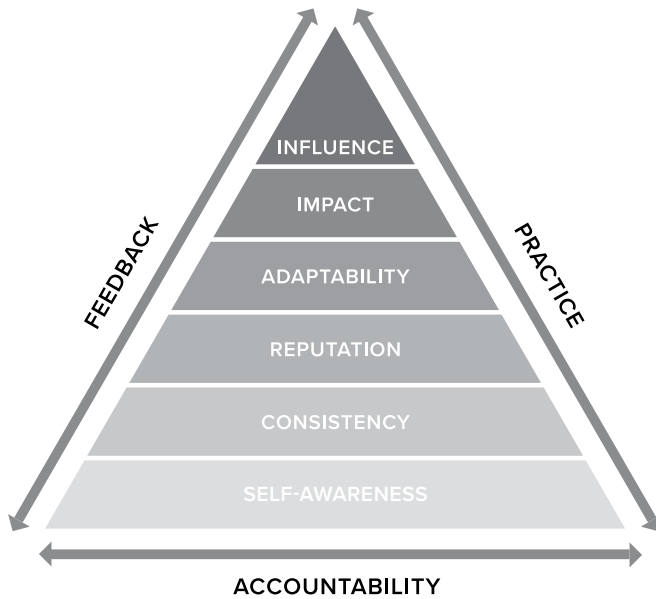 INFLUENCE
IMPACT
ADAPTABILITY
REPUTATION
CONSISTENCY
SELF-AWARENESS
FEEDBACK
PRACTICE
ACCOUNTABILITY